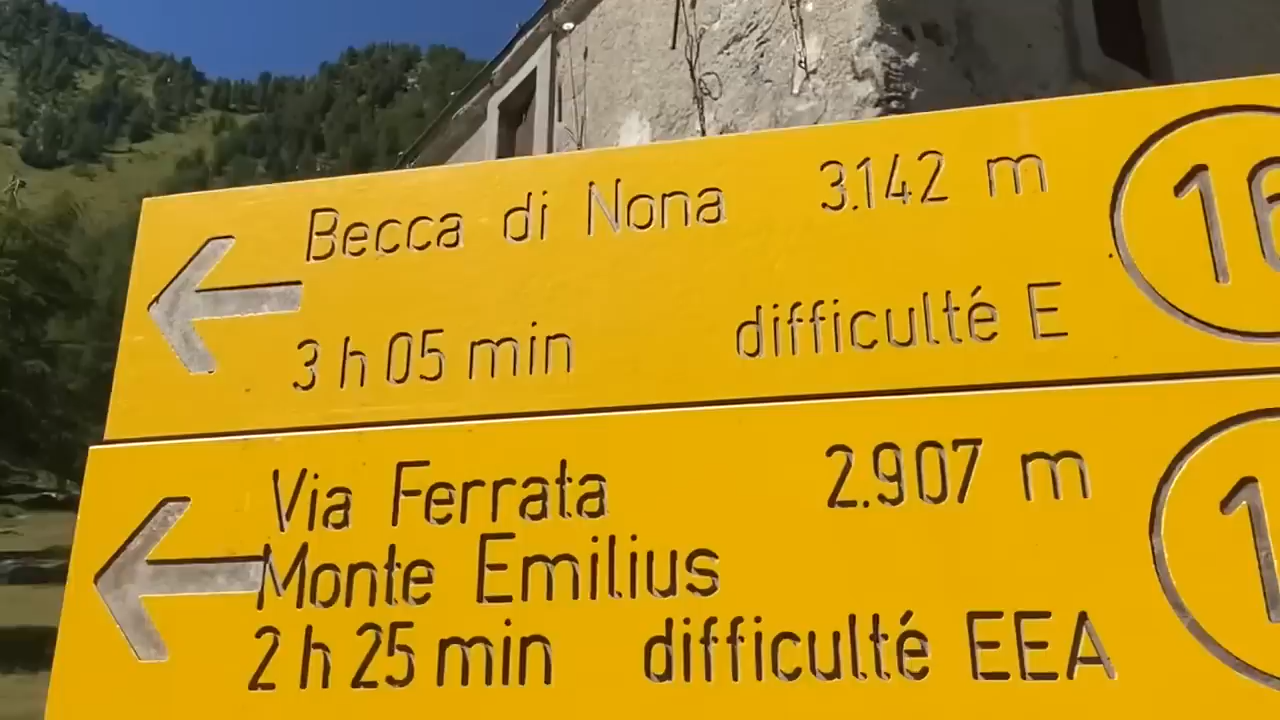 Becca di Nona 3.142 m
3 h 05 min difficulté E
Via Ferrata 2.907 m
Monte Emilius
2 h 25 min difficulté EEA